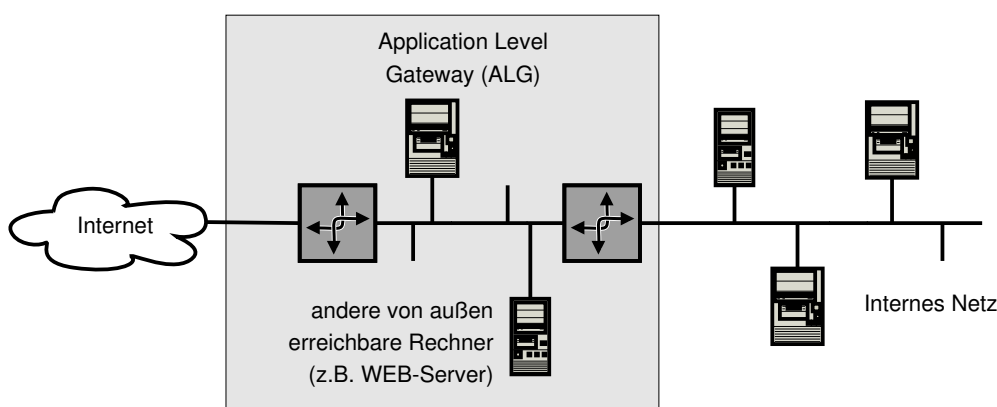 Application Level
Gateway (ALG)
Internet
andere von außen
erreichbare Rechner
(z.B. WEB-Server)
Internes Netz